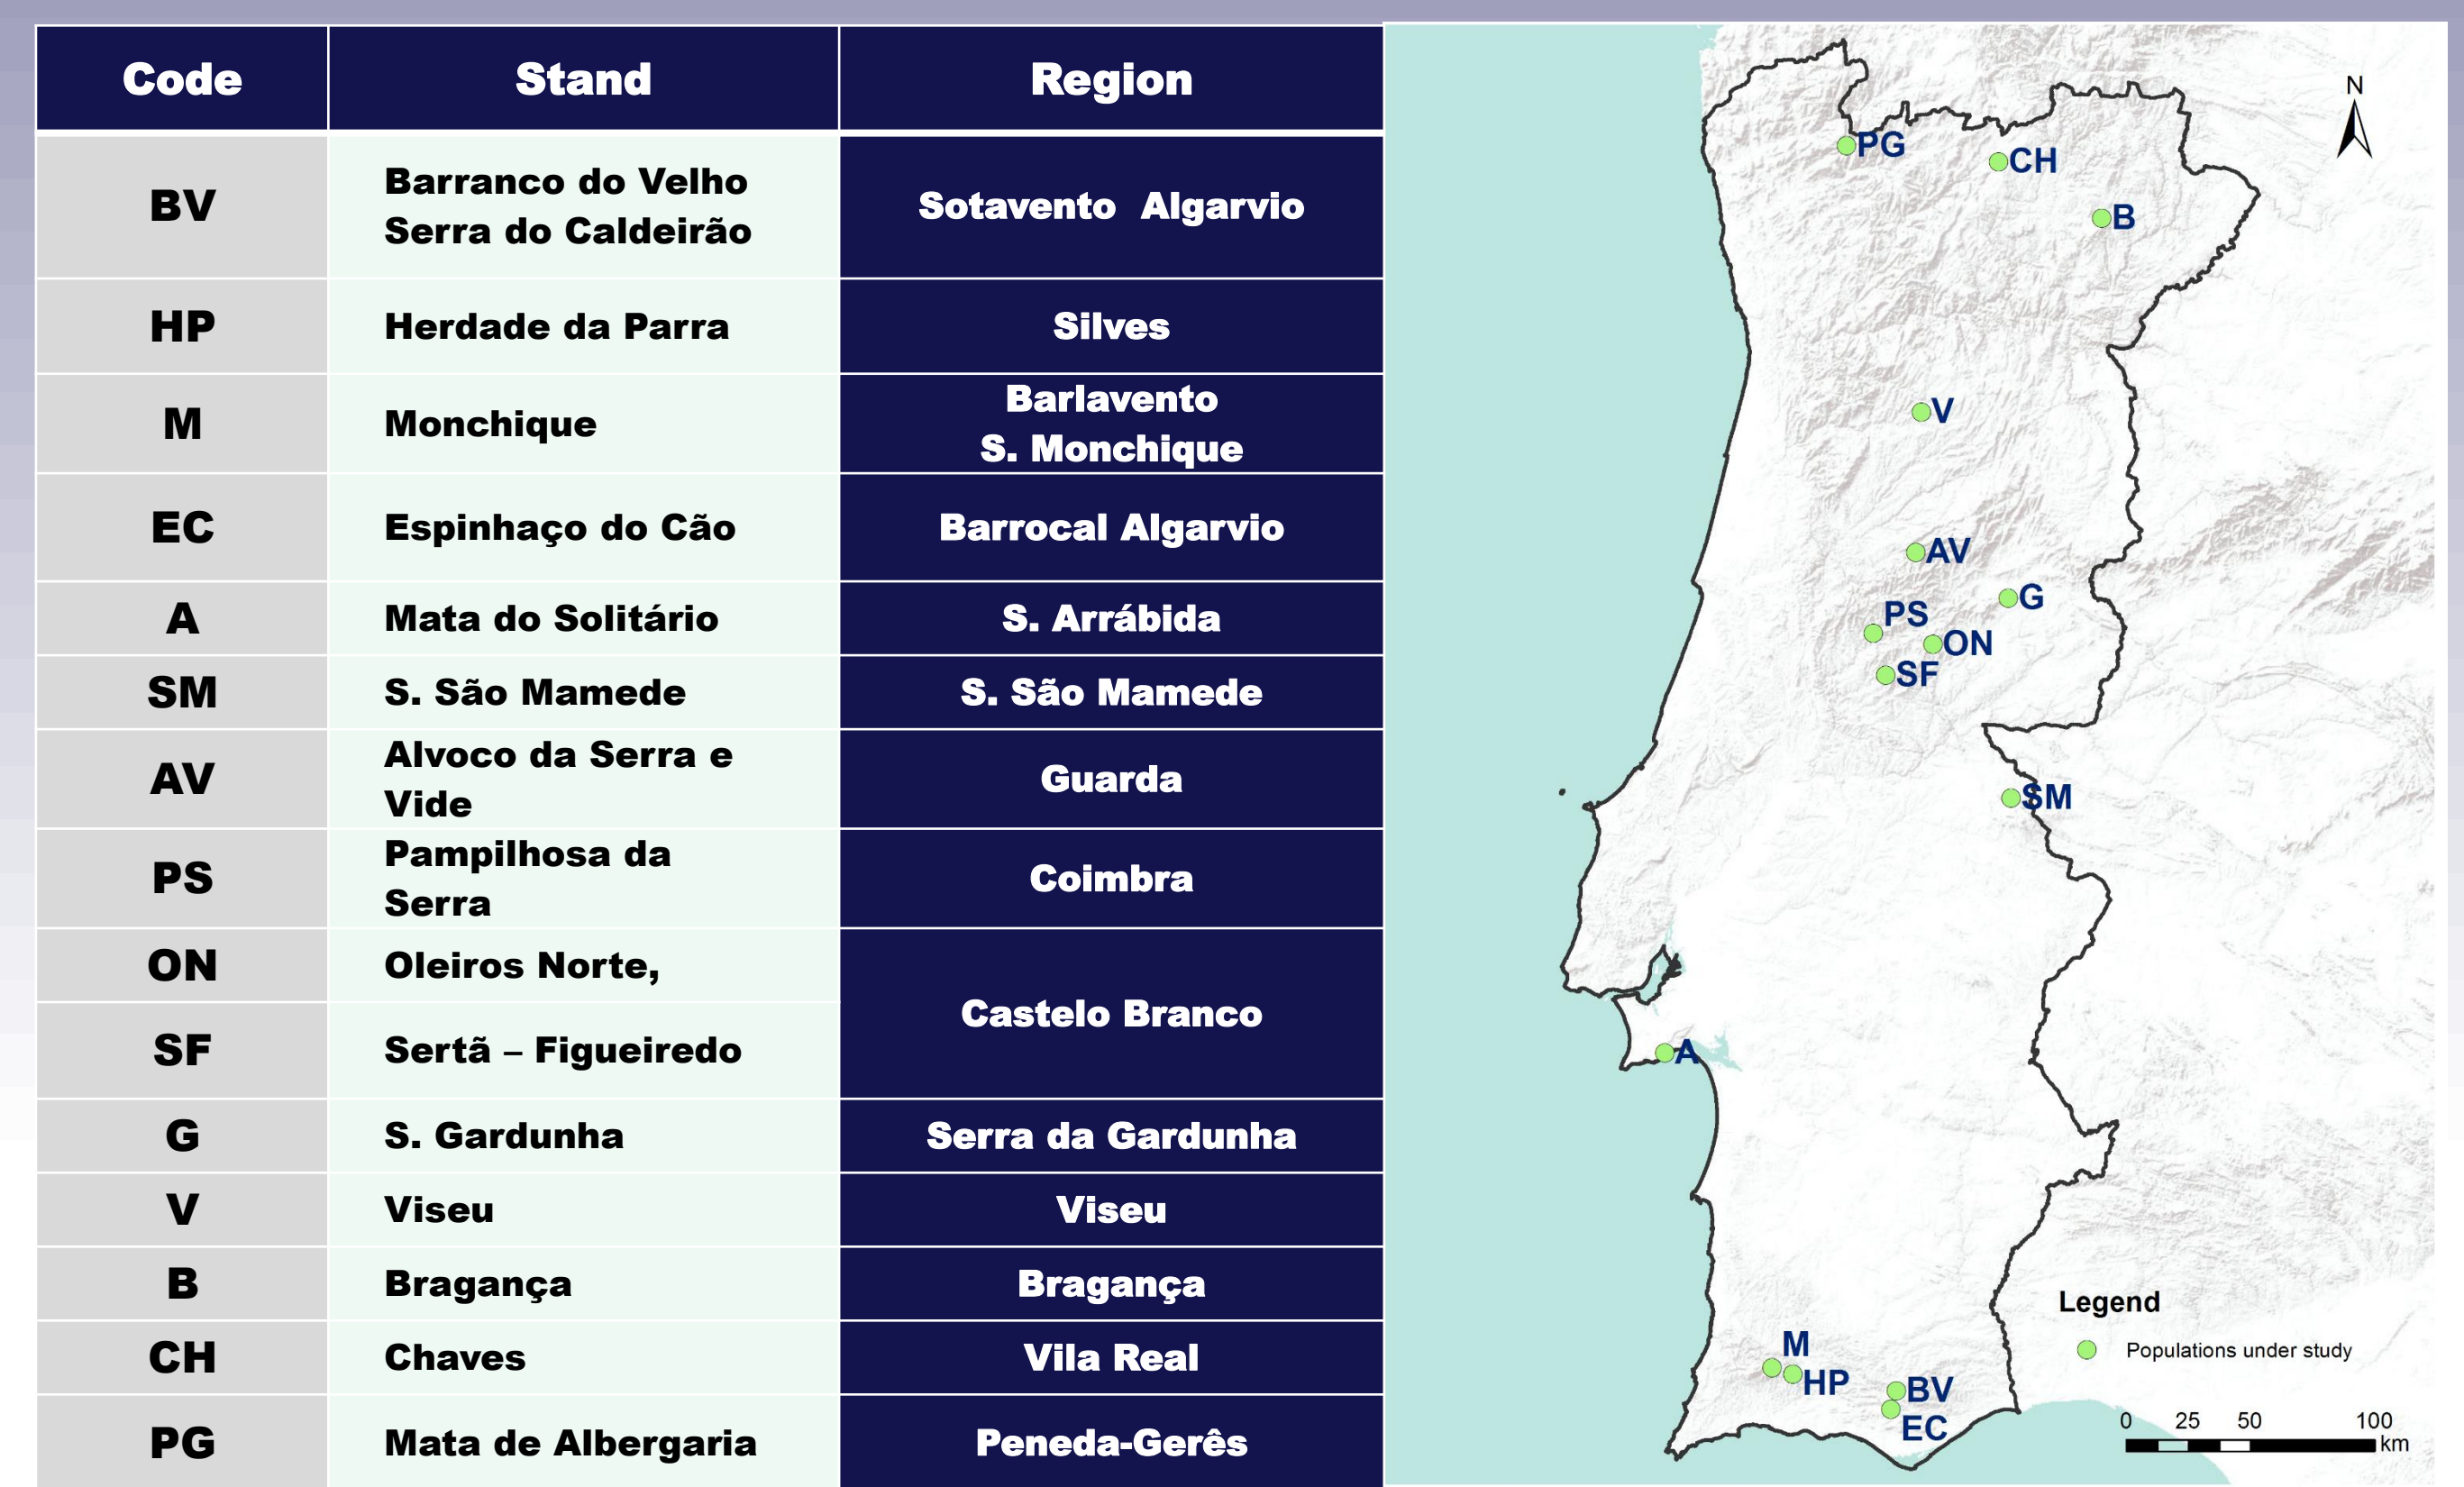 Code Stand Region
BV
Barranco do Velho
Serra do Caldeirão
Sotavento Algarvio
HP Herdade da Parra Silves
M Monchique
Barlavento
S. Monchique
EC Espinhaço do Cão Barrocal Algarvio
A Mata do Solitário S. Arrábida
SM S. São Mamede S. São Mamede
AV
Alvoco da Serra e
Vide
Guarda
PS
Pampilhosa da
Serra
Coimbra
ON Oleiros Norte,
Castelo Branco
SF Sertã – Figueiredo
G S. Gardunha Serra da Gardunha
V Viseu Viseu
B Bragança Bragança
CH Chaves Vila Real
PG Mata de Albergaria Peneda-Gerês
N
PG
CH
B
V
AV
G
PS
ON
SF
SM
A
M
HP
BV
EC
Legend
Populations under study
0 25 50 100
km